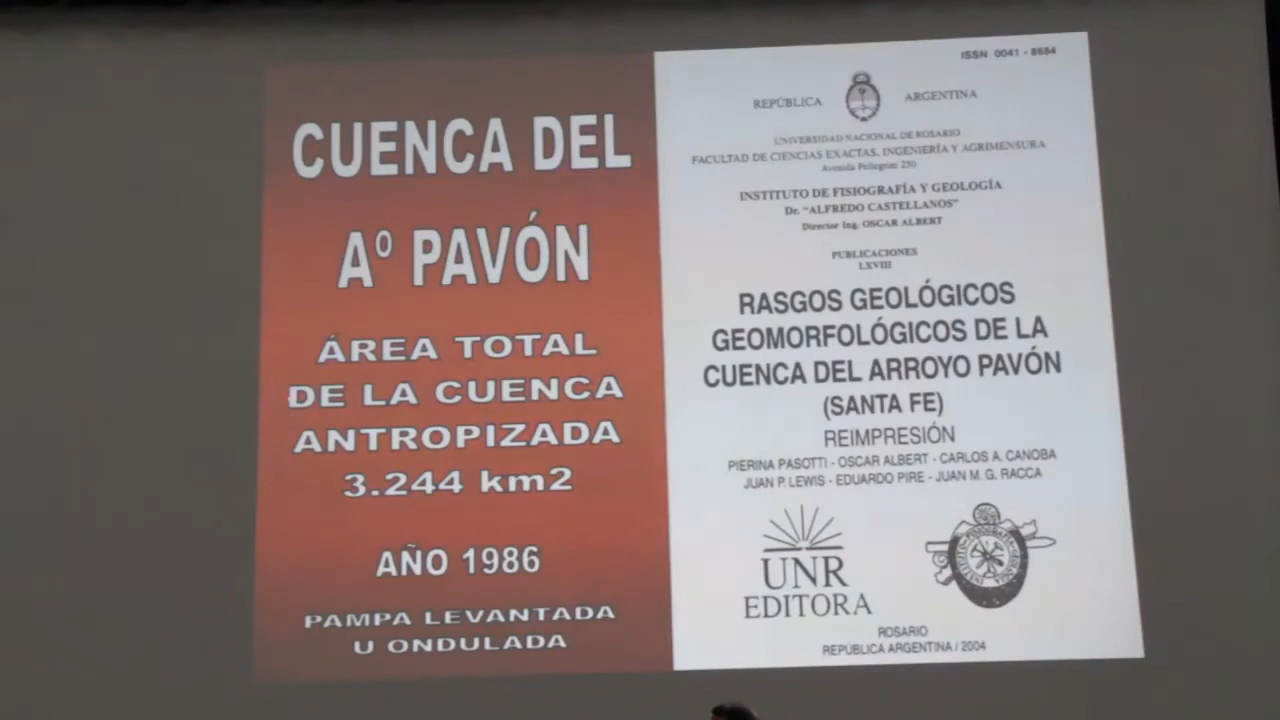 CUENCA DEL
Aº PAVÓN
ÁREA TOTAL
DE LA CUENCA
ANTROPIZADA
3.244 km2
AÑO 1986
PAMPA LEVANTADA
U ONDULADA
ISSN 0041 - 8684
REPÚBLICA ARGENTINA
UNIVERSIDAD NACIONAL DE ROSARIO
FACULTAD DE CIENCIAS EXACTAS, INGENIERÍA Y AGRIMENSURA
Avenida Pellegrini 250
INSTITUTO DE FISIOGRAFÍA Y GEOLOGÍA
Dr. "ALFREDO CASTELLANOS"
Director Ing. OSCAR ALBERT
PUBLICACIONES
LXVIII
RASGOS GEOLÓGICOS
GEOMORFOLÓGICOS DE LA
CUENCA DEL ARROYO PAVÓN
(SANTA FE)
REIMPRESIÓN
PIERINA PASOTTI - OSCAR ALBERT - CARLOS A. CANOBA
JUAN P. LEWIS - EDUARDO PIRE - JUAN M. G. RACCA
UNR
EDITORA
ROSARIO
REPÚBLICA ARGENTINA / 2004